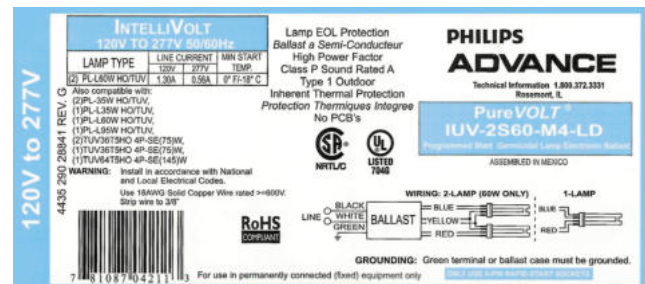 120V to 277V
4435 290 28841 REV. G
INTELLIVOLT
120V TO 277V 50/60Hz
LAMP TYPE LINE CURRENT MIN START TEMP.
120V 277V
(2) PL-L60W HO/TUV 1.30A 0.56A 0° F/-18° C
Also compatible with:
(2)PL-35W HO/TUV,
(1)PL-L35W HO/TUV,
(1)PL-L60W HO/TUV,
(1)PL-L95W HO/TUV,
(2)TUV36T5HO 4P-SE(75)W,
(1)TUV36T5HO 4P-SE(75)W,
(1)TUV64T5HO 4P-SE(145)W
WARNING: Install in accordance with National
and Local Electrical Codes.
Use 18AWG Solid Copper Wire rated >=600V.
Strip wire to 3/8"
7 81087 04211 3
RoHS
COMPLIANT
For use in permanently connected (fixed) equipment only
Lamp EOL Protection
Ballast a Semi-Conducteur
High Power Factor
Class P Sound Rated A
Type 1 Outdoor
Inherent Thermal Protection
Protection Thermiques Integree
No PCB's
SA
NRTL/C
UL
LISTED
704G
PHILIPS
ADVANCE
Technical Information 1.800.372.3331
Rosemont, IL
PureVOLT®
IUV-2S60-M4-LD
Programmed Start Germicidal Lamp Electronic Ballast
ASSEMBLED IN MEXICO
WIRING: 2-LAMP (60W ONLY) 1-LAMP
LINE
BLACK
WHITE
GREEN
BALLAST
BLUE
YELLOW
RED
BLUE
RED
GROUNDING: Green terminal or ballast case must be grounded.
ONLY USE 4-PIN RAPID START SOCKETS